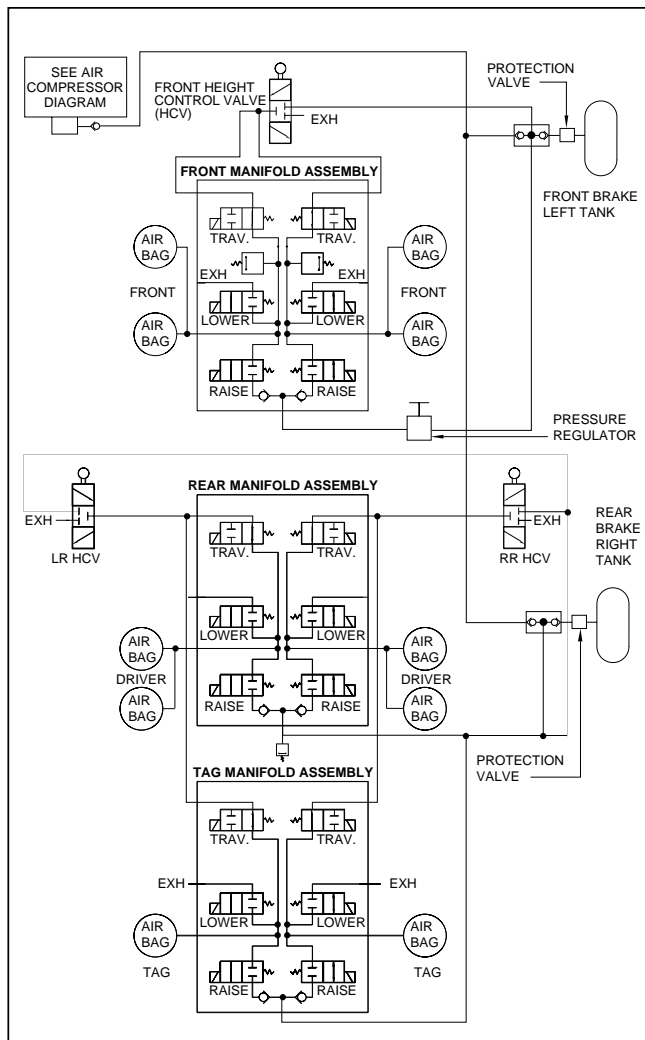 SEE AIR
COMPRESSOR
DIAGRAM
FRONT HEIGHT
CONTROL VALVE
(HCV)
EXH
PROTECTION
VALVE
FRONT BRAKE
LEFT TANK
FRONT MANIFOLD ASSEMBLY
TRAV.
TRAV.
AIR
BAG
AIR
BAG
EXH
EXH
FRONT
FRONT
LOWER
LOWER
AIR
BAG
AIR
BAG
RAISE
RAISE
PRESSURE
REGULATOR
REAR MANIFOLD ASSEMBLY
EXH
LR HCV
TRAV.
TRAV.
EXH
RR HCV
REAR
BRAKE
RIGHT
TANK
LOWER
LOWER
AIR
BAG
AIR
BAG
DRIVER
DRIVER
AIR
BAG
AIR
BAG
RAISE
RAISE
PROTECTION
VALVE
TAG MANIFOLD ASSEMBLY
TRAV.
TRAV.
EXH
EXH
LOWER
LOWER
AIR
BAG
AIR
BAG
TAG
TAG
RAISE
RAISE